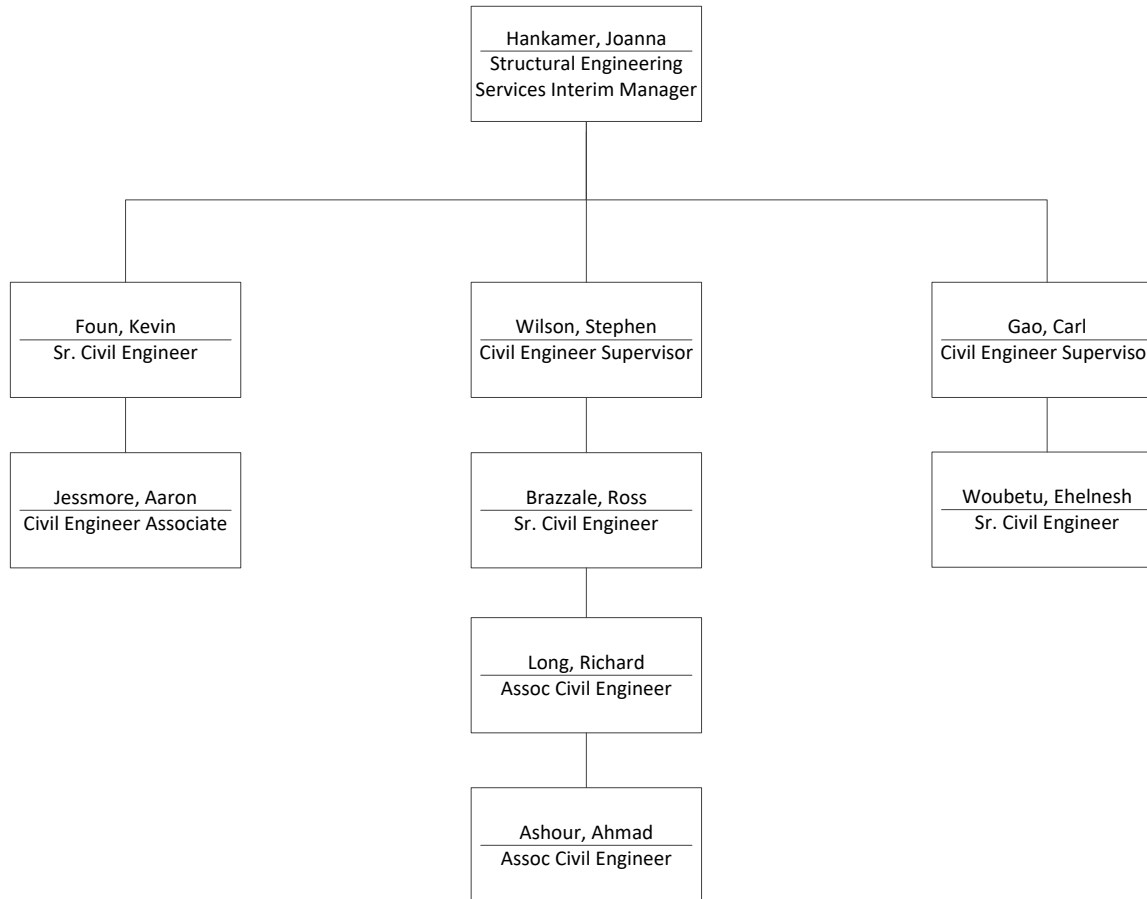 Hankamer, Joanna
Structural Engineering
Services Interim Manager
Foun, Kevin
Sr. Civil Engineer
Wilson, Stephen
Civil Engineer Supervisor
Gao, Carl
Civil Engineer Superviso
Jessmore, Aaron
Civil Engineer Associate
Brazzale, Ross
Sr. Civil Engineer
Woubetu, Ehelnesh
Sr. Civil Engineer
Long, Richard
Assoc Civil Engineer
Ashour, Ahmad
Assoc Civil Engineer